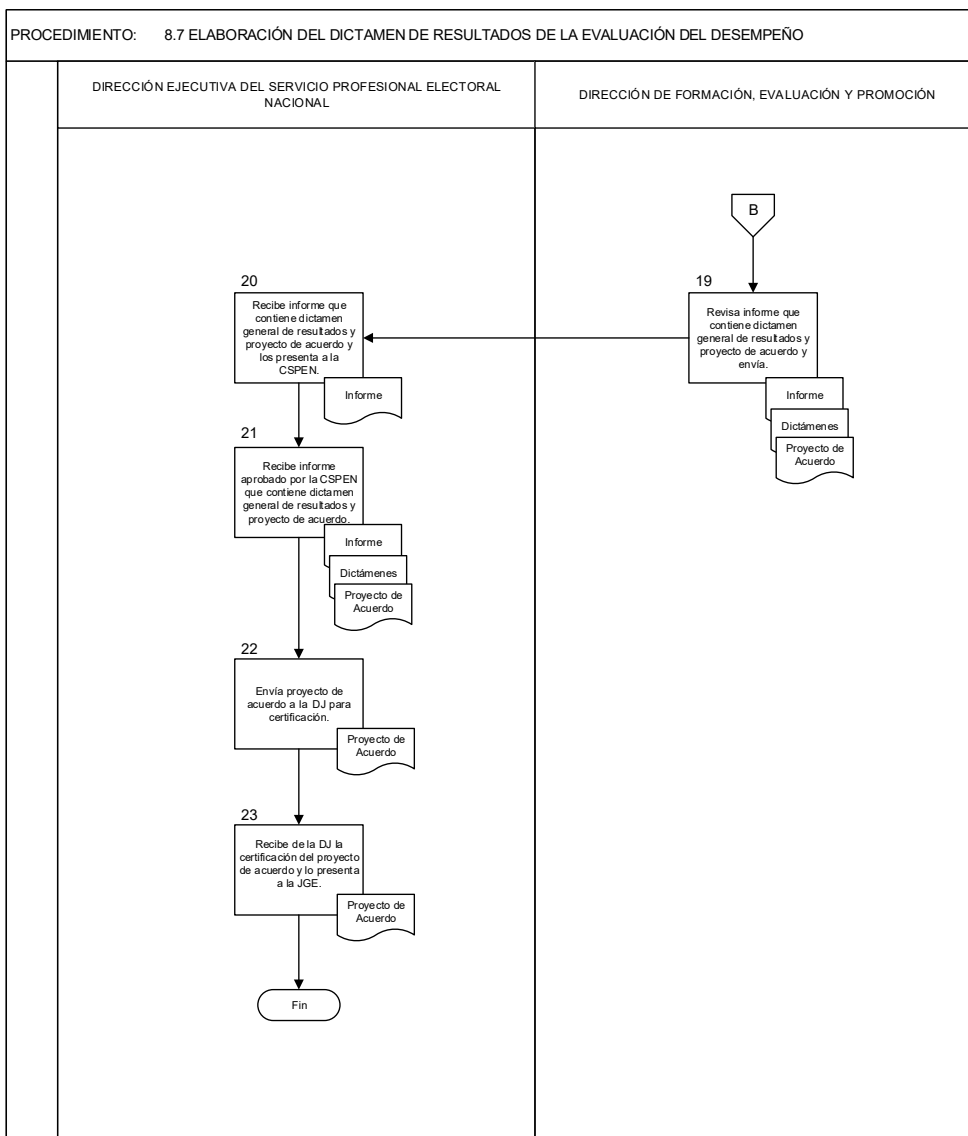 PROCEDIMIENTO: 8.7 ELABORACIÓN DEL DICTAMEN DE RESULTADOS DE LA EVALUACIÓN DEL DESEMPEÑO
DIRECCIÓN EJECUTIVA DEL SERVICIO PROFESIONAL ELECTORAL
NACIONAL
DIRECCIÓN DE FORMACIÓN, EVALUACIÓN Y PROMOCIÓN
B
19
Revisa informe que
contiene dictamen
general de resultados y
proyecto de acuerdo y
envía.
Informe
Dictámenes
Proyecto de
Acuerdo
20
Recibe informe que
contiene dictamen
general de resultados y
proyecto de acuerdo y
los presenta a la
CSPEN.
Informe
21
Recibe informe
aprobado por la CSPEN
que contiene dictamen
general de resultados y
proyecto de acuerdo.
Informe
Dictámenes
Proyecto de
Acuerdo
22
Envía proyecto de
acuerdo a la DJ para
certificación.
Proyecto de
Acuerdo
23
Recibe de la DJ la
certificación del proyecto
de acuerdo y lo presenta
a la JGE.
Proyecto de
Acuerdo
Fin